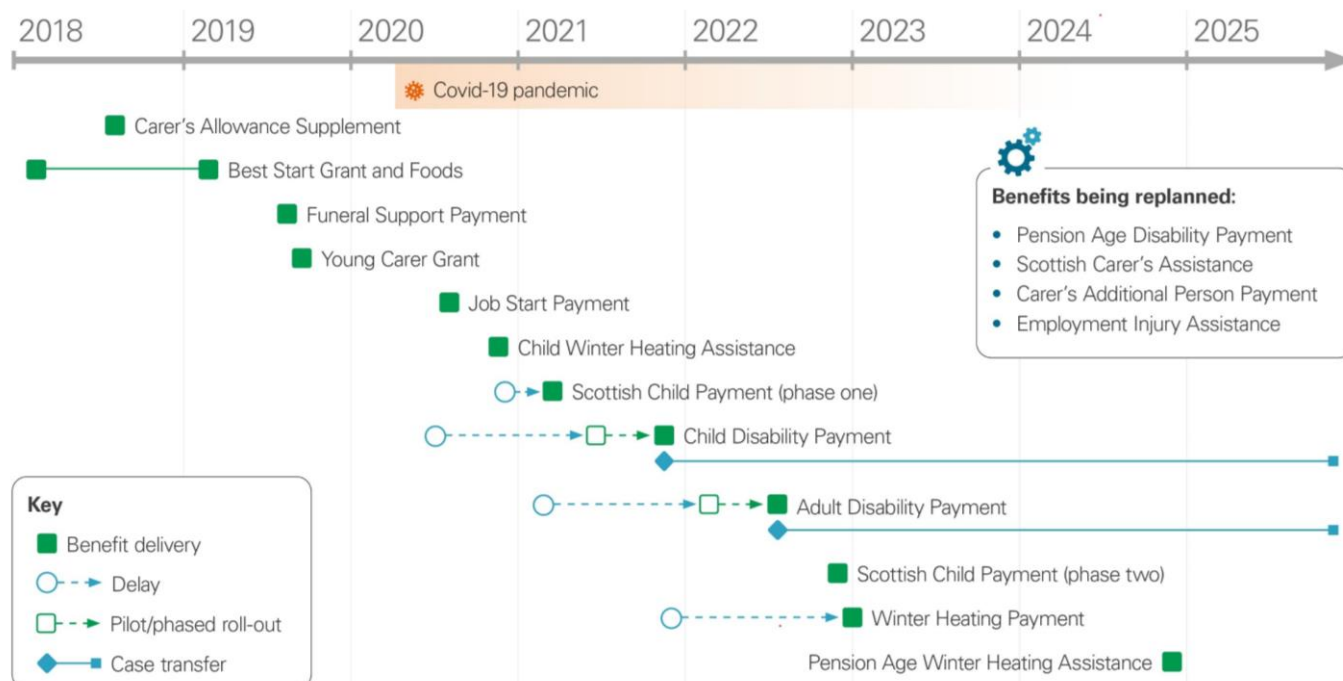 2018 2019 2020 2021 2022 2023 2024 2025
Covid-19 pandemic
Carer's Allowance Supplement
Best Start Grant and Foods
Funeral Support Payment
Young Carer Grant
Job Start Payment
Child Winter Heating Assistance
Scottish Child Payment (phase one)
Child Disability Payment
Adult Disability Payment
Scottish Child Payment (phase two)
Winter Heating Payment
Pension Age Winter Heating Assistance
Benefits being replanned:
• Pension Age Disability Payment
• Scottish Carer's Assistance
• Carer's Additional Person Payment
• Employment Injury Assistance
Key
Benefit delivery
Delay
Pilot/phased roll-out
Case transfer